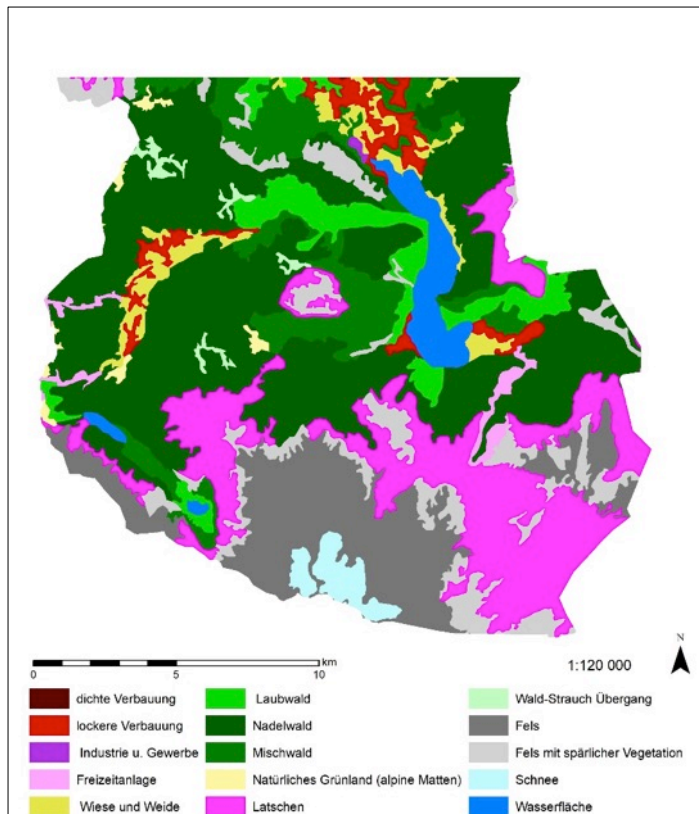 N
km
0 5 10
1:120 000
dichte Verbauung
lockere Verbauung
Industrie u. Gewerbe
Freizeitanlage
Wiese und Weide
Laubwald
Nadelwald
Mischwald
Natürliches Grünland (alpine Matten)
Latschen
Wald-Strauch Übergang
Fels
Fels mit spärlicher Vegetation
Schnee
Wasserfläche